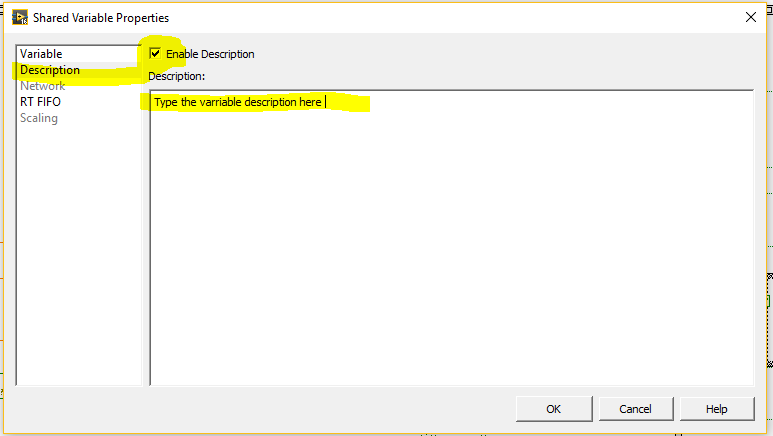 Shared Variable Properties
Variable
Description
Network
RT FIFO
Scaling
Enable Description
Description:
Type the varriable description here
OK
Cancel
Help